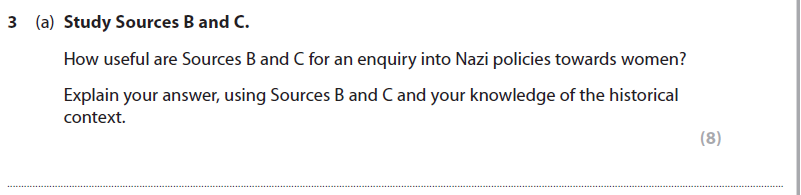 3 (a) Study Sources B and C.
How useful are Sources B and C for an enquiry into Nazi policies towards women?
Explain your answer, using Sources B and C and your knowledge of the historical
context.
(8)